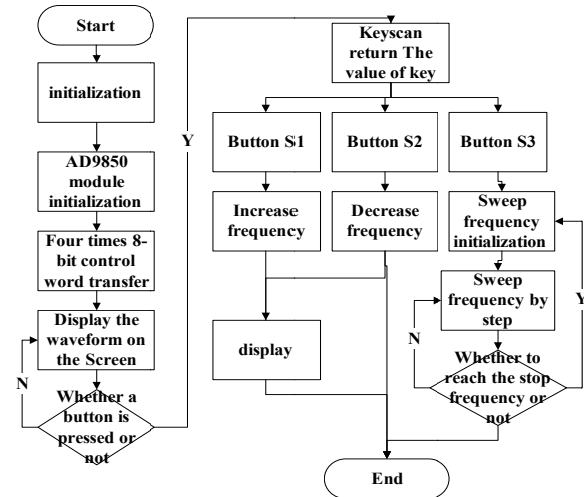 Start
initialization
AD9850
module
initialization
Four times 8-
bit control
word transfer
Display the
waveform on
the Screen
N
Whether a
button is
pressed or
not
Y
Keyscan
return The
value of key
Button S1
Button S2
Button S3
Increase
frequency
Decrease
frequency
Sweep
frequency
initialization
display
Sweep
frequency by
step
N
Y
Whether to
reach the stop
frequency or
not
End